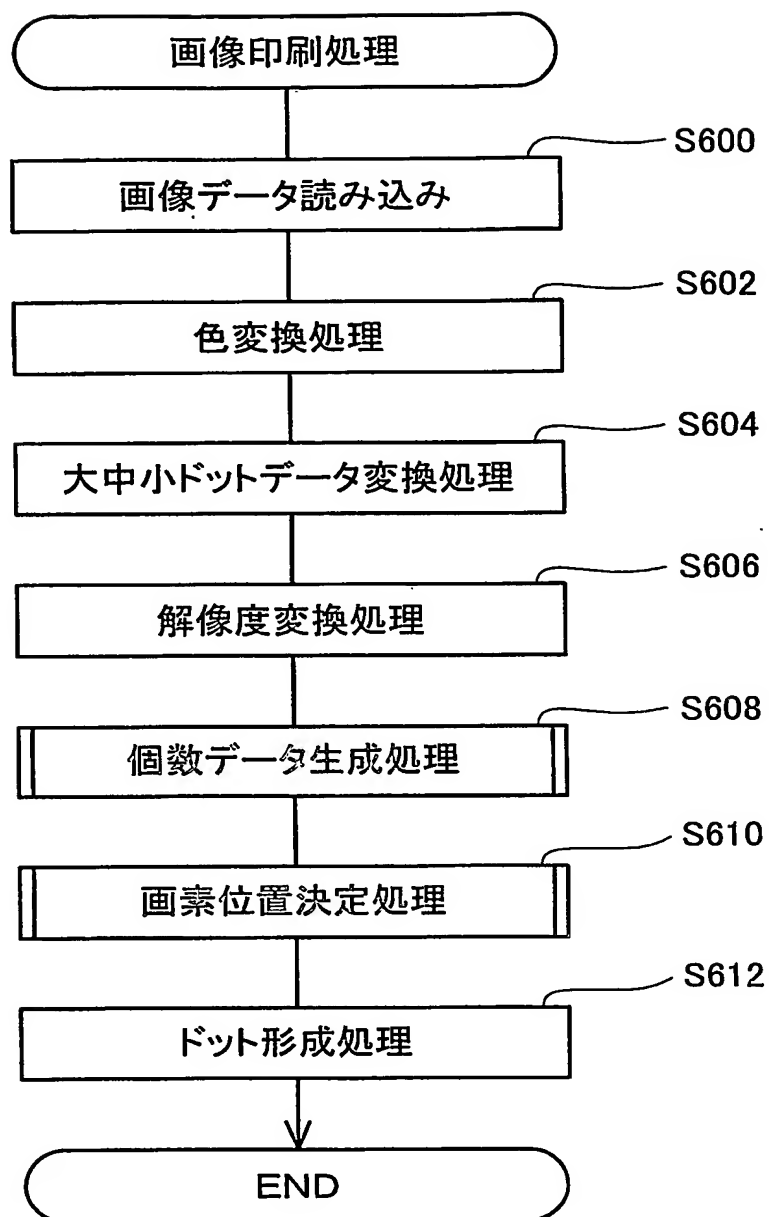 画像印刷処理
S600
画像データ読み込み
S602
色変換処理
S604
大中小ドットデータ変換処理
S606
解像度変換処理
S608
個数データ生成処理
S610
画素位置決定処理
S612
ドット形成処理
END